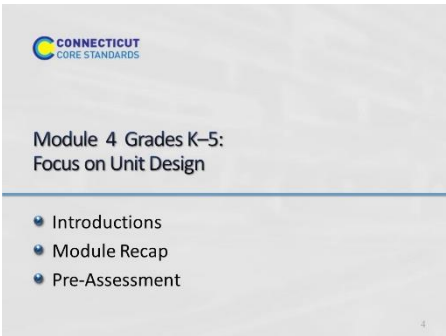 CONNECTICUT
CORE STANDARDS
Module 4 Grades K–5:
Focus on Unit Design
Introductions
Module Recap
Pre-Assessment
4